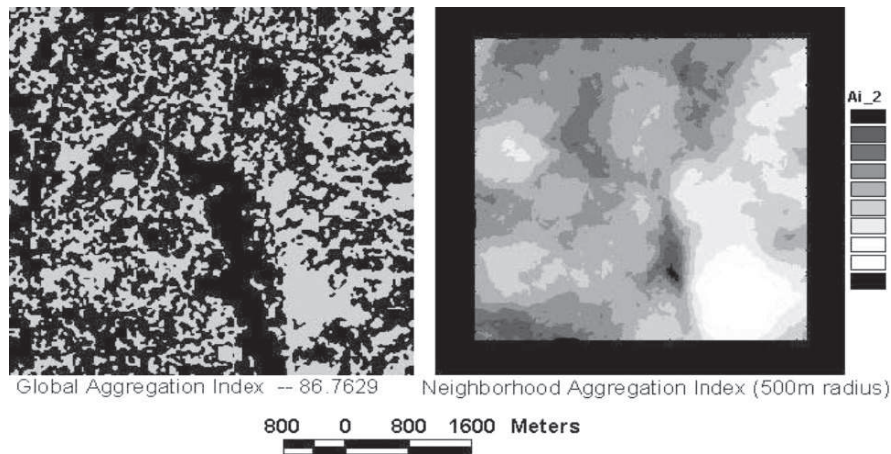 Ai_2
Global Aggregation Index -- 86.7629
Neighborhood Aggregation Index (500m radius)
800 0 800 1600 Meters